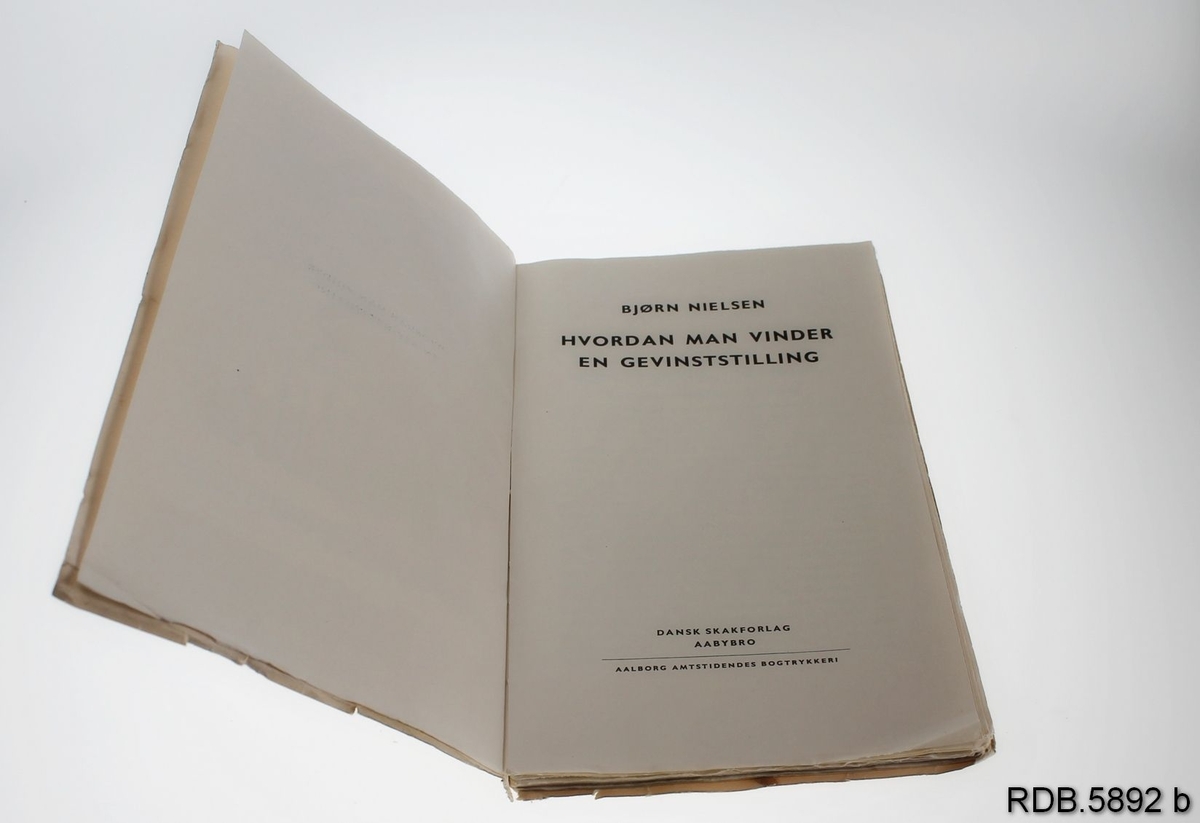 BJØRN NIELSEN
HVORDAN MAN VINDER
EN GEVINSTSTILLING
DANSK SKAKFORLAG
AABYBRO
AALBORG AMTSTIDENDES BOGTRYKKERI
RDB.5892 b